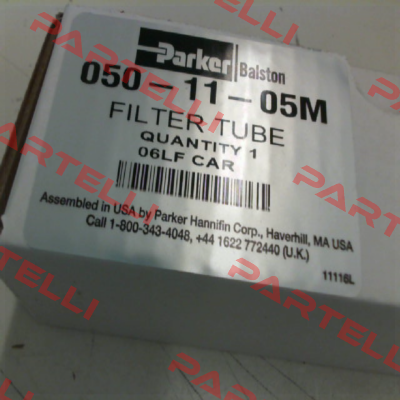 Parker Balston
050-11-05M
FILTER TUBE
QUANTITY 1
06LF CAR
Assembled in USA by Parker Hannifin Corp., Haverhill, MA USA
Call 1-800-343-4048, +44 1622 772440 (U.K.)
11116L
PARTELLI
PARTELLI
PARTELLI
PARTELLI
PARTELLI